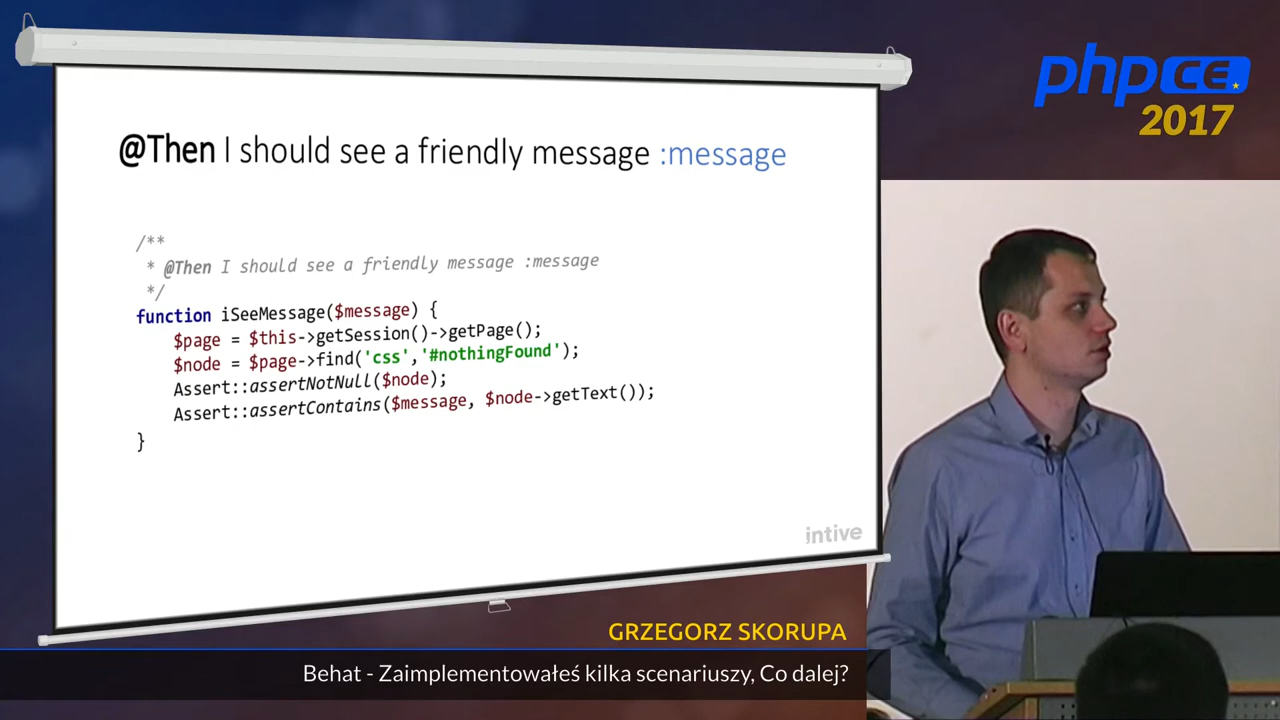 phpCE
2017
@Then I should see a friendly message :message
/**
* @Then I should see a friendly message :message
*/
function iSeeMessage($message) {
$page = $this->getSession()->getPage();
$node = $page->find('css','#nothingFound');
Assert::assertNotNull($node);
Assert::assertContains($message, $node->getText());
}
intive
GRZEGORZ SKORUPA
Behat - Zaimplementowałeś kilka scenariuszy, Co dalej?